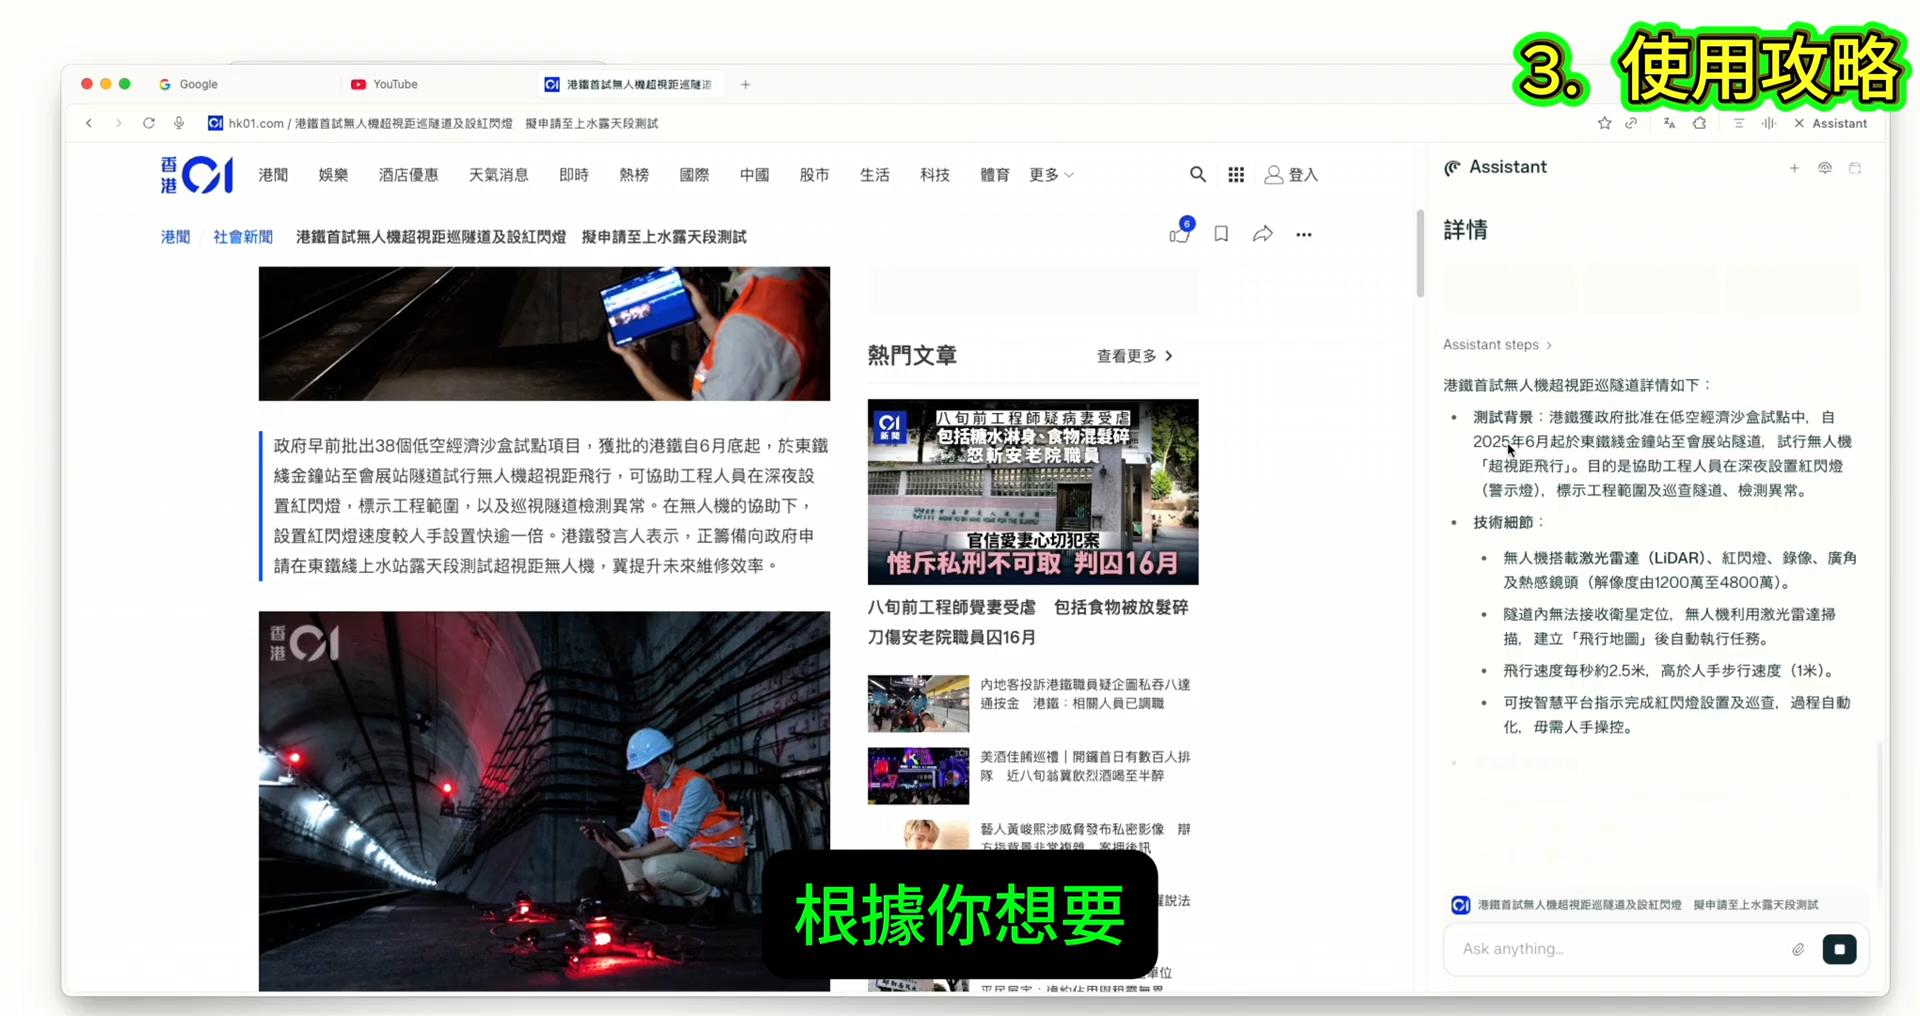 3. 使用攻略
Google
YouTube
港鐵首試無人機超視距巡隧道
hk01.com / 港鐵首試無人機超視距巡隧道及設紅閃燈 擬申請至上水露天段測試
Assistant
香港01
港聞 娛樂 酒店優惠 天氣消息 即時 熱榜 國際 中國 股市 生活 科技 體育 更多
登入
港聞 / 社會新聞 港鐵首試無人機超視距巡隧道及設紅閃燈 擬申請至上水露天段測試
6
政府早前批出38個低空經濟沙盒試點項目，獲批的港鐵自6月底起，於東鐵
綫金鐘站至會展站隧道試行無人機超視距飛行，可協助工程人員在深夜設
置紅閃燈，標示工程範圍，以及巡視隧道檢測異常。在無人機的協助下，
設置紅閃燈速度較人手設置快逾一倍。港鐵發言人表示，正籌備向政府申
請在東鐵綫上水站露天段測試超視距無人機，冀提升未來維修效率。
香港01
熱門文章
查看更多
01
新聞
八旬前工程師疑病妻受虐
包括糖水淋身、食物混髮碎
怒斬安老院職員
官信愛妻心切犯案
惟斥私刑不可取 判囚16月
八旬前工程師覺妻受虐 包括食物被放髮碎
刀傷安老院職員囚16月
內地客投訴港鐵職員疑企圖私吞八達
通按金 港鐵：相關人員已調職
美酒佳餚巡禮｜開鑼首日有數百人排
隊 近八旬翁翼飲烈酒喝至半醉
藝人黃峻熙涉威脅發布私密影像 辯
方指背景非常複雜 案押後訊
說法
單位
根據你想要
Assistant
詳情
Assistant steps
港鐵首試無人機超視距巡隧道詳情如下：
測試背景：港鐵獲政府批准在低空經濟沙盒試點中，自
2025年6月起於東鐵綫金鐘站至會展站隧道，試行無人機
「超視距飛行」。目的是協助工程人員在深夜設置紅閃燈
（警示燈），標示工程範圍及巡查隧道、檢測異常。
技術細節：
無人機搭載激光雷達（LiDAR）、紅閃燈、錄像、廣角
及熱感鏡頭（解像度由1200萬至4800萬）。
隧道內無法接收衛星定位，無人機利用激光雷達掃
描，建立「飛行地圖」後自動執行任務。
飛行速度每秒約2.5米，高於人手步行速度（1米）。
可按智慧平台指示完成紅閃燈設置及巡查，過程自動
化，毋需人手操控。
港鐵首試無人機超視距巡隧道及設紅閃燈 擬申請至上水露天段測試
Ask anything...